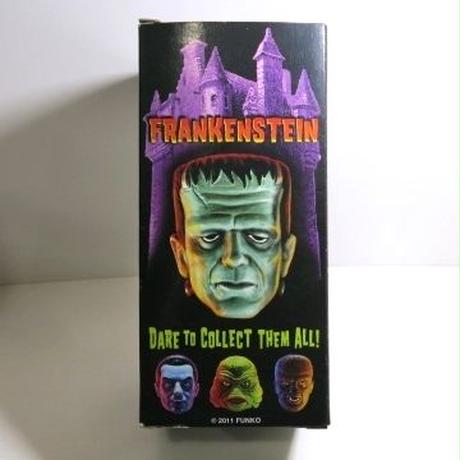 FRANKENSTEIN
DARE TO COLLECT THEM ALL!
© 2011 FUNKO